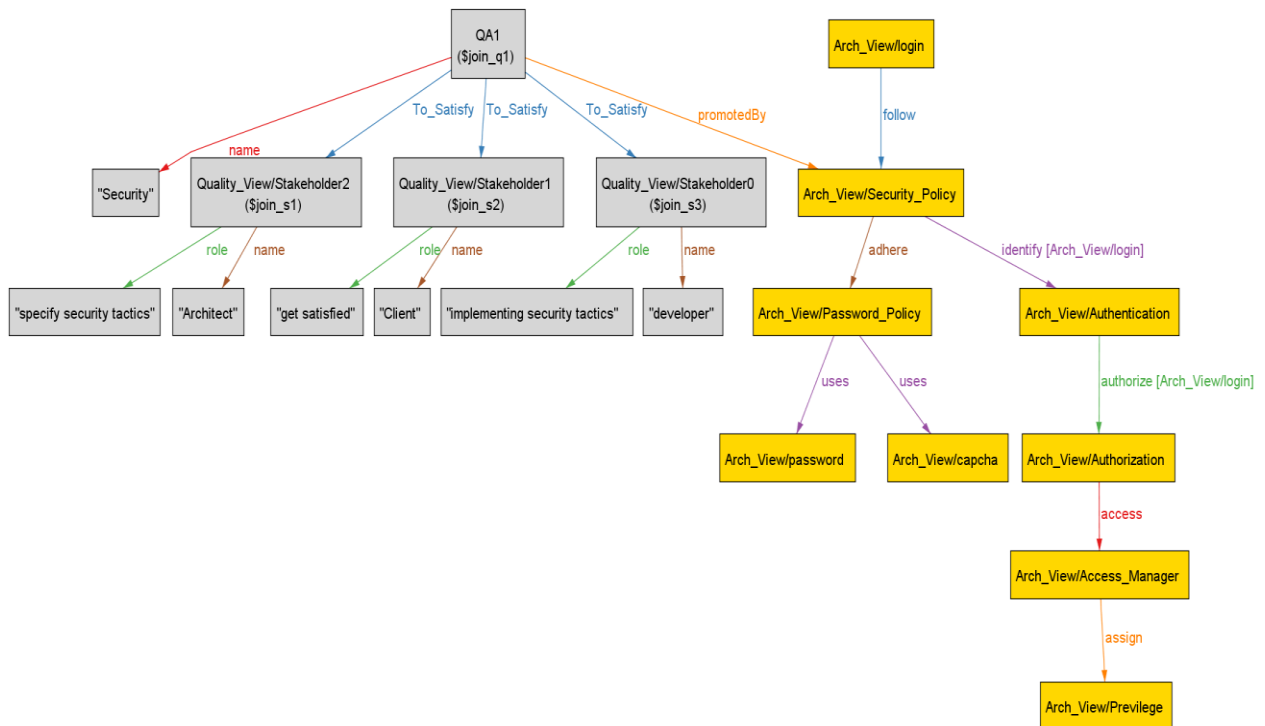 QA1
($join_q1)
Arch_View/login
To_Satisfy
To_Satisfy
To_Satisfy
promotedBy
follow
name
"Security"
Quality_View/Stakeholder2
($join_s1)
Quality_View/Stakeholder1
($join_s2)
Quality_View/Stakeholder0
($join_s3)
Arch_View/Security_Policy
role
name
role
name
role
name
adhere
identify [Arch_View/login]
"specify security tactics"
"Architect"
"get satisfied"
"Client"
"implementing security tactics"
"developer"
Arch_View/Password_Policy
Arch_View/Authentication
uses
uses
authorize [Arch_View/login]
Arch_View/password
Arch_View/capcha
Arch_View/Authorization
access
Arch_View/Access_Manager
assign
Arch_View/Previlege